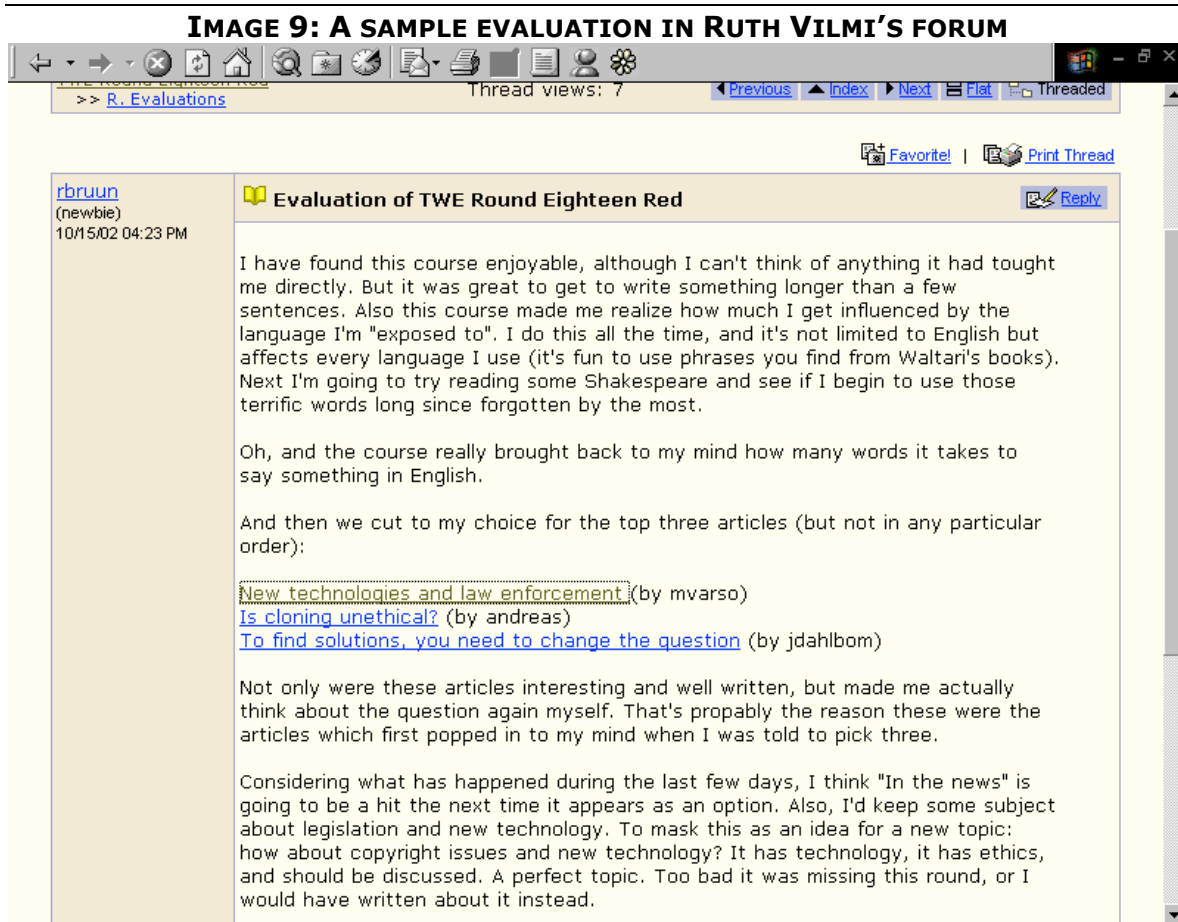 IMAGE 9: A SAMPLE EVALUATION IN RUTH VILMI'S FORUM
>> R. Evaluations
Thread views: 7
Previous Index Next Flat Threaded
Favorite! | Print Thread
rbruun
(newbie)
10/15/02 04:23 PM
Evaluation of TWE Round Eighteen Red
Reply
I have found this course enjoyable, although I can't think of anything it had tought
me directly. But it was great to get to write something longer than a few
sentences. Also this course made me realize how much I get influenced by the
language I'm "exposed to". I do this all the time, and it's not limited to English but
affects every language I use (it's fun to use phrases you find from Waltari's books).
Next I'm going to try reading some Shakespeare and see if I begin to use those
terrific words long since forgotten by the most.
Oh, and the course really brought back to my mind how many words it takes to
say something in English.
And then we cut to my choice for the top three articles (but not in any particular
order):
New technologies and law enforcement (by mvarso)
Is cloning unethical? (by andreas)
To find solutions, you need to change the question (by jdahlbom)
Not only were these articles interesting and well written, but made me actually
think about the question again myself. That's propably the reason these were the
articles which first popped in to my mind when I was told to pick three.
Considering what has happened during the last few days, I think "In the news" is
going to be a hit the next time it appears as an option. Also, I'd keep some subject
about legislation and new technology. To mask this as an idea for a new topic:
how about copyright issues and new technology? It has technology, it has ethics,
and should be discussed. A perfect topic. Too bad it was missing this round, or I
would have written about it instead.